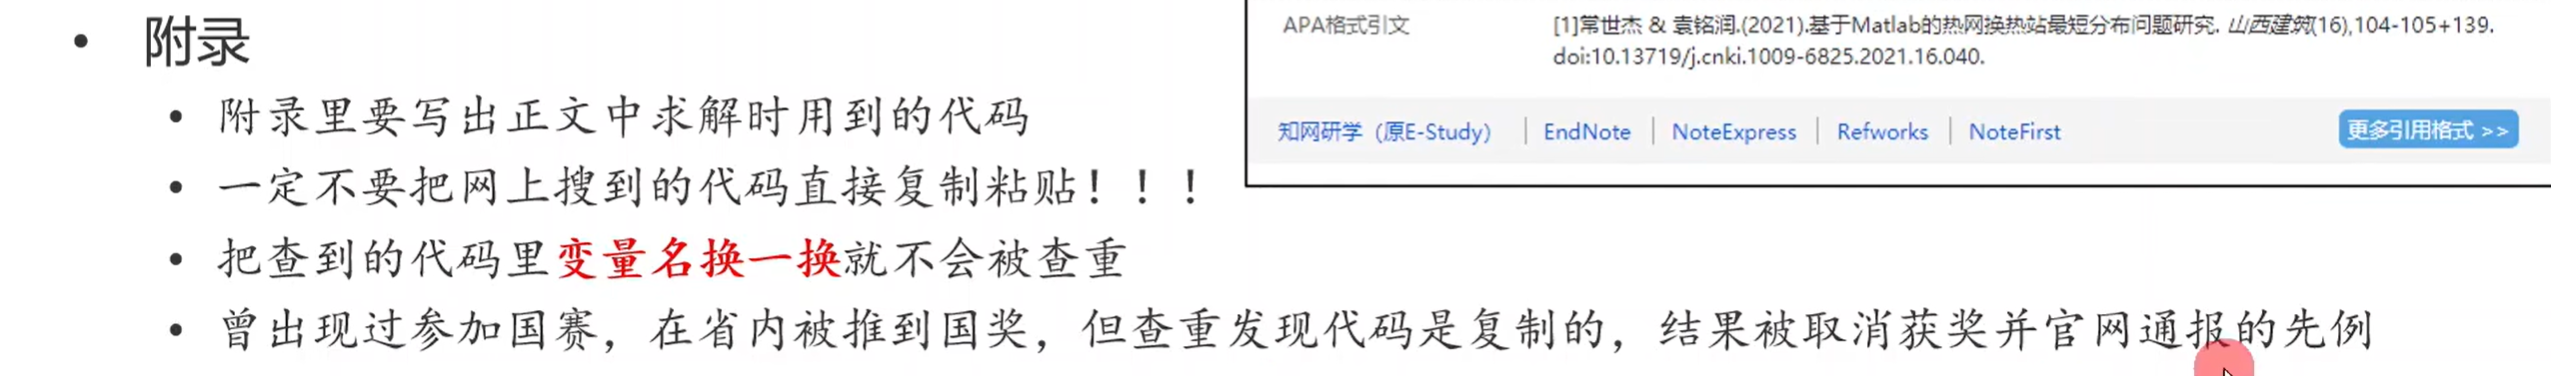 附录
附录里要写出正文中求解时用到的代码
一定不要把网上搜到的代码直接复制粘贴！！！
把查到的代码里变量名换一换就不会被查重
曾出现过参加国赛，在省内被推到国奖，但查重发现代码是复制的，结果被取消获奖并官网通报的先例
APA格式引文
[1]常世杰 & 袁铭润.(2021).基于Matlab的热网换热站最短分布问题研究. 山西建筑(16),104-105+139.
doi:10.13719/j.cnki.1009-6825.2021.16.040.
知网研学（原E-Study） EndNote NoteExpress Refworks NoteFirst 更多引用格式 >>